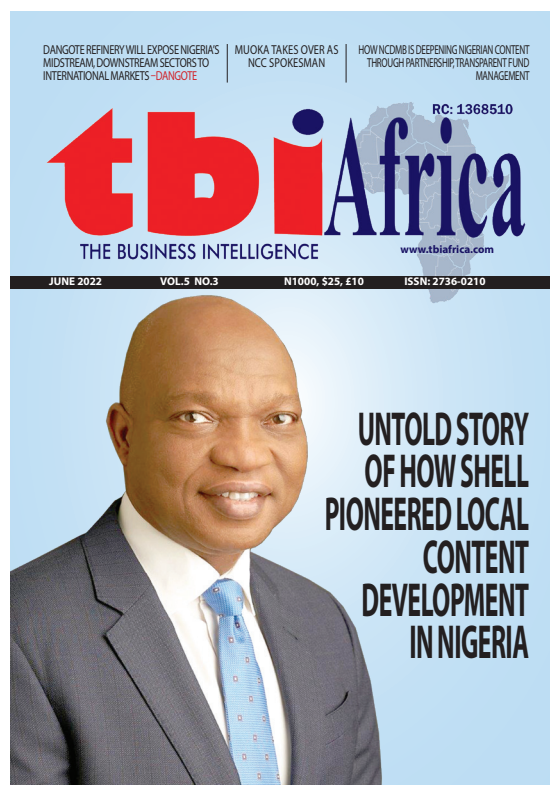 DANGOTE REFINERY WILL EXPOSE NIGERIA'S
MIDSTREAM, DOWNSTREAM SECTORS TO
INTERNATIONAL MARKETS –DANGOTE
MUOKA TAKES OVER AS
NCC SPOKESMAN
HOW NCDMB IS DEEPENING NIGERIAN CONTENT
THROUGH PARTNERSHIP, TRANSPARENT FUND
MANAGEMENT
RC: 1368510
tbiAfrica
THE BUSINESS INTELLIGENCE
www.tbiafrica.com
JUNE 2022 VOL.5 NO.3 N1000, $25, £10 ISSN: 2736-0210
UNTOLD STORY
OF HOW SHELL
PIONEERED LOCAL
CONTENT
DEVELOPMENT
IN NIGERIA